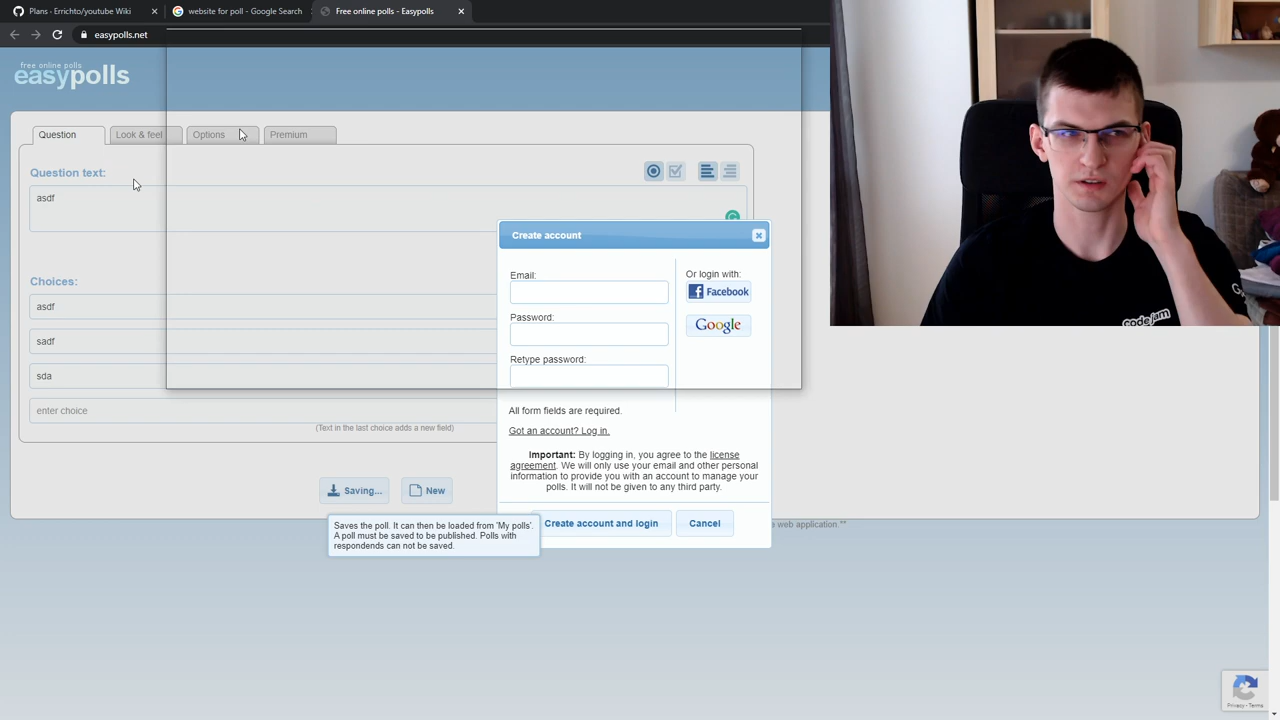 Plans - Errichto/youtube Wiki
website for poll - Google Search
Free online polls - Easypolls
easypolls.net
free online polls
easypolls
Question
Look & feel
Options
Premium
Question text:
asdf
Choices:
asdf
sadf
sda
enter choice
(Text in the last choice adds a new field)
Saving...
New
Saves the poll. It can then be loaded from 'My polls'.
A poll must be saved to be published. Polls with
respondends can not be saved.
Create account
Email:
Password:
Retype password:
Or login with:
Facebook
Google
All form fields are required.
Got an account? Log in.
Important: By logging in, you agree to the license
agreement. We will only use your email and other personal
information to provide you with an account to manage your
polls. It will not be given to any third party.
Create account and login
Cancel
e web application **
code jam
Privacy - Terms